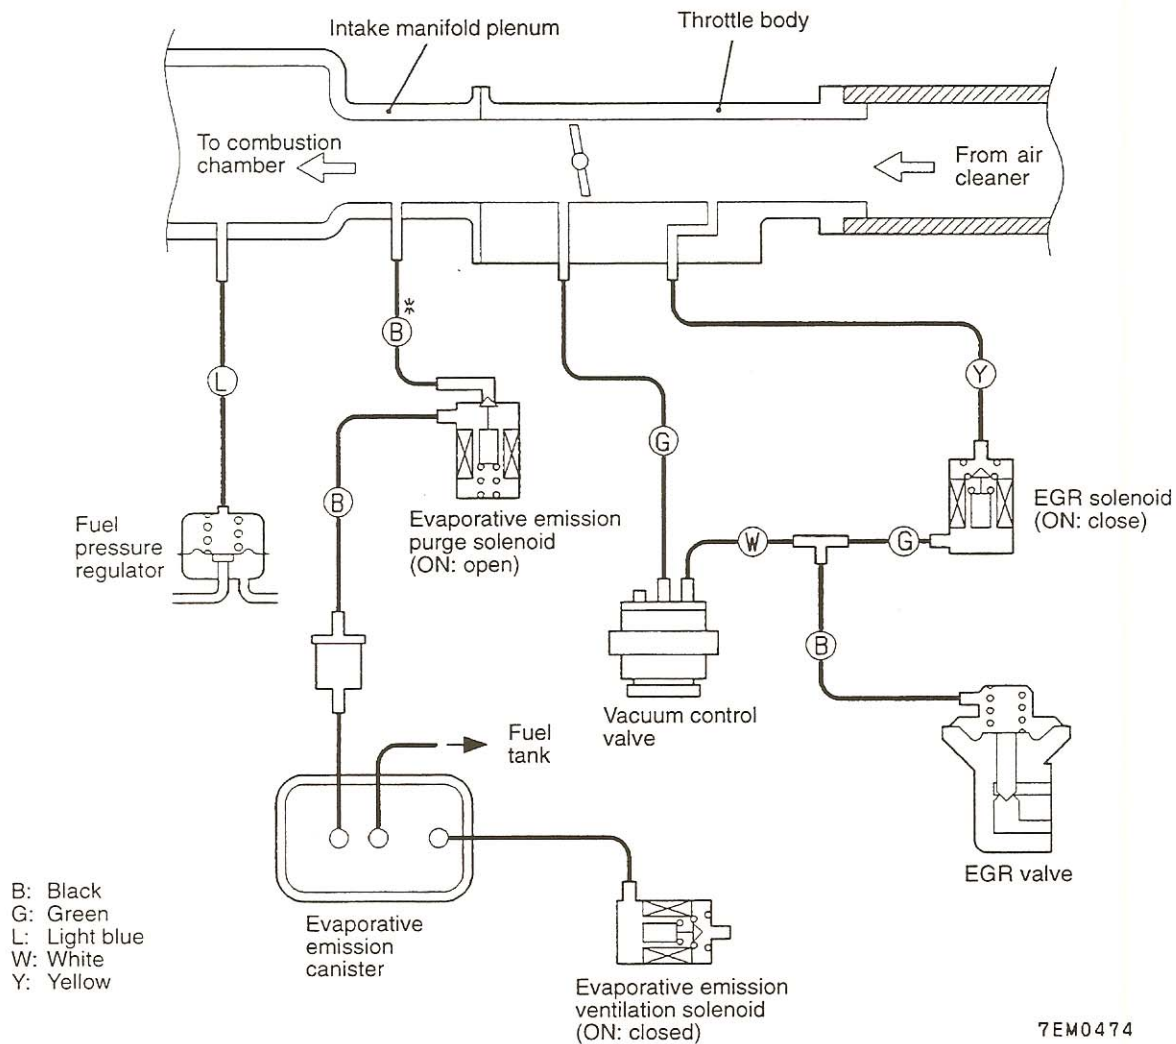 Intake manifold plenum
Throttle body
To combustion
chamber
From air
cleaner
B
L
Y
G
B
Fuel
pressure
regulator
Evaporative emission
purge solenoid
(ON: open)
EGR solenoid
(ON: close)
W
G
B
Vacuum control
valve
Fuel
tank
EGR valve
B: Black
G: Green
L: Light blue
W: White
Y: Yellow
Evaporative
emission
canister
Evaporative emission
ventilation solenoid
(ON: closed)
7EM0474